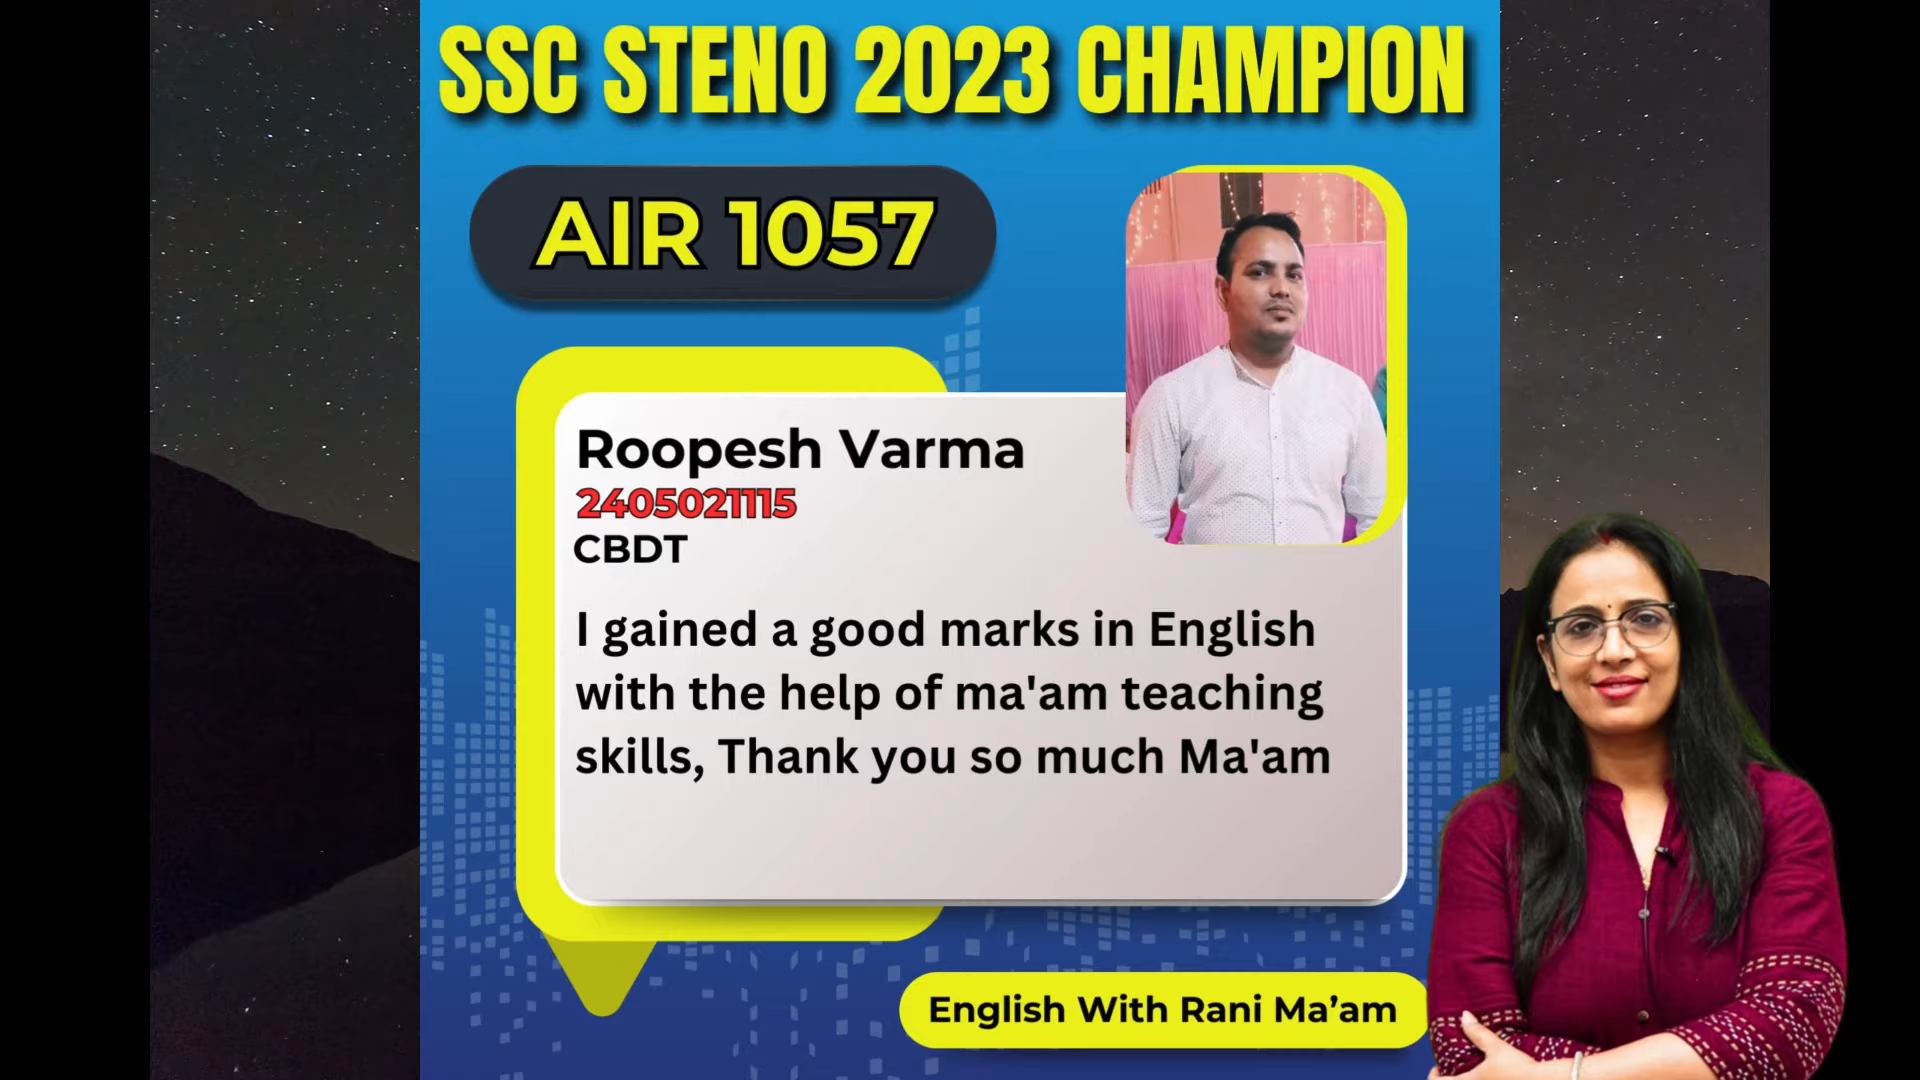 SSC STENO 2023 CHAMPION
AIR 1057
Roopesh Varma
2405021115
CBDT
I gained a good marks in English
with the help of ma'am teaching
skills, Thank you so much Ma'am
English With Rani Ma’am